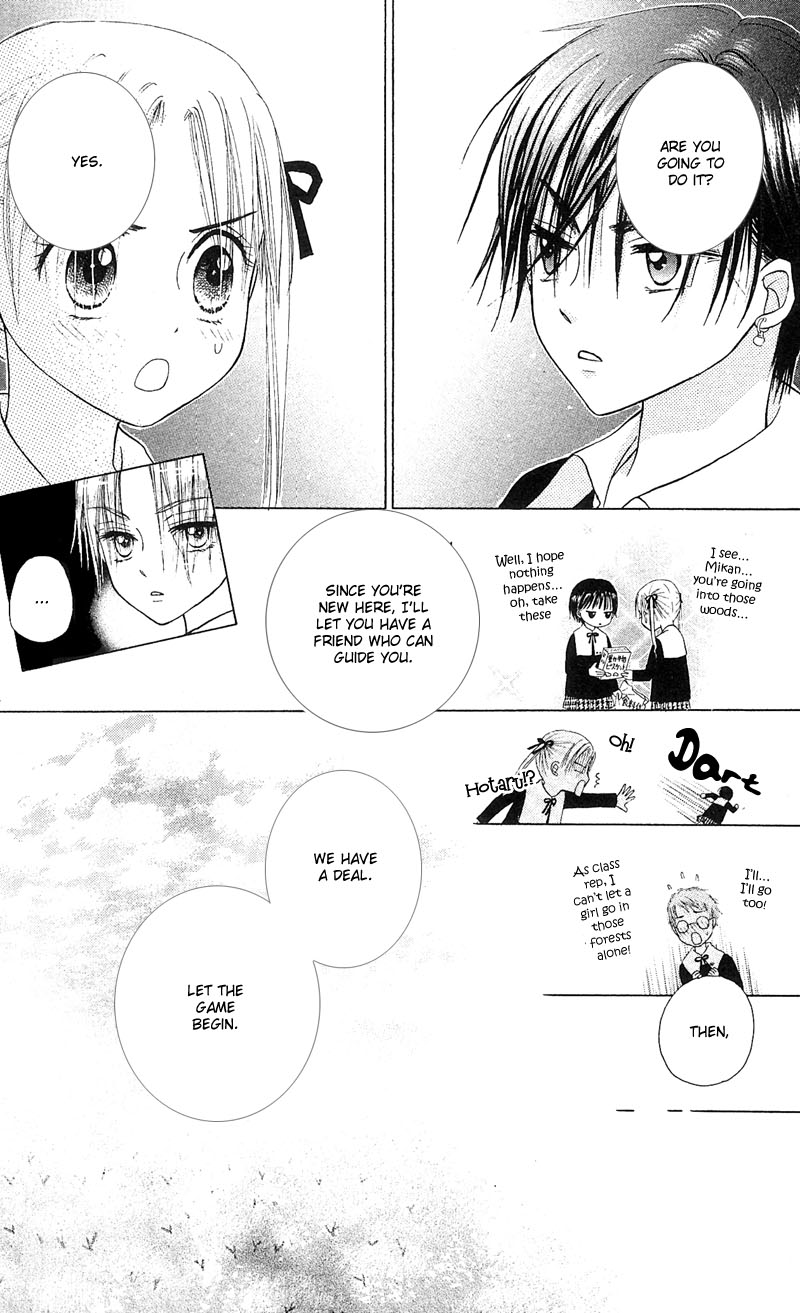 ARE YOU
GOING TO
DO IT?
YES.
...
SINCE YOU'RE
NEW HERE, I'LL
LET YOU HAVE A
FRIEND WHO CAN
GUIDE YOU.
I see...
Mikan...
you're going
into those
woods...
Well, I hope
nothing
happens...
oh, take
these
Dart
Oh!
Hotaru!?
I'll...
I'll go
too!
As class
rep, I
can't let a
girl go in
those
forests
alone!
THEN,
WE HAVE
A DEAL.
LET THE
GAME
BEGIN.